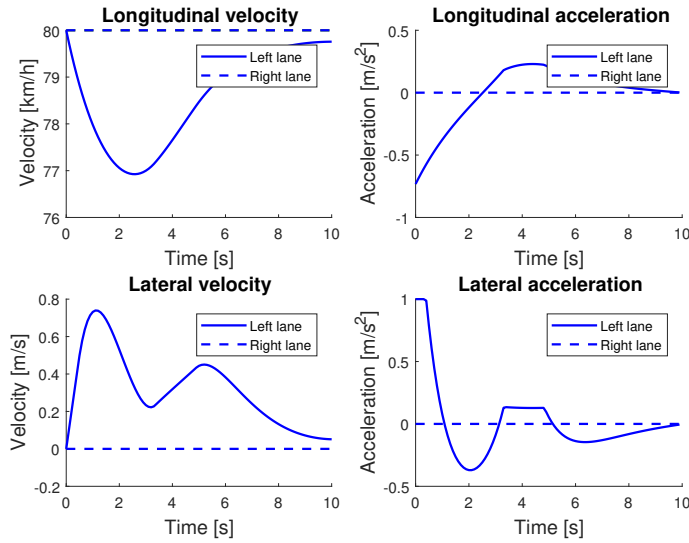 Longitudinal velocity
Velocity [km/h]
80
79
78
77
76
0 2 4 6 8 10
Time [s]
Left lane
Right lane
Longitudinal acceleration
Acceleration [m/s²]
0.5
0
-0.5
-1
0 2 4 6 8 10
Time [s]
Left lane
Right lane
Lateral velocity
Velocity [m/s]
0.8
0.6
0.4
0.2
0
-0.2
0 2 4 6 8 10
Time [s]
Left lane
Right lane
Lateral acceleration
Acceleration [m/s²]
1
0.5
0
-0.5
0 2 4 6 8 10
Time [s]
Left lane
Right lane